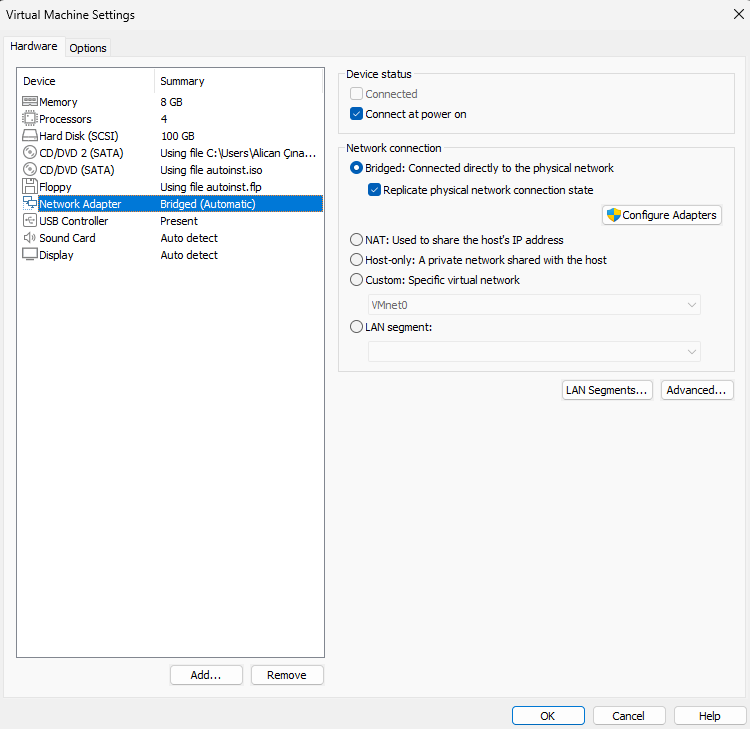 Virtual Machine Settings
Hardware Options
Device Summary
Memory 8 GB
Processors 4
Hard Disk (SCSI) 100 GB
CD/DVD 2 (SATA) Using file C:\Users\Alican Çına...
CD/DVD (SATA) Using file autoinst.iso
Floppy Using file autoinst.flp
Network Adapter Bridged (Automatic)
USB Controller Present
Sound Card Auto detect
Display Auto detect
Add... Remove
Device status
Connected
Connect at power on
Network connection
Bridged: Connected directly to the physical network
Replicate physical network connection state
Configure Adapters
NAT: Used to share the host's IP address
Host-only: A private network shared with the host
Custom: Specific virtual network
VMnet0
LAN segment:
LAN Segments... Advanced...
OK Cancel Help